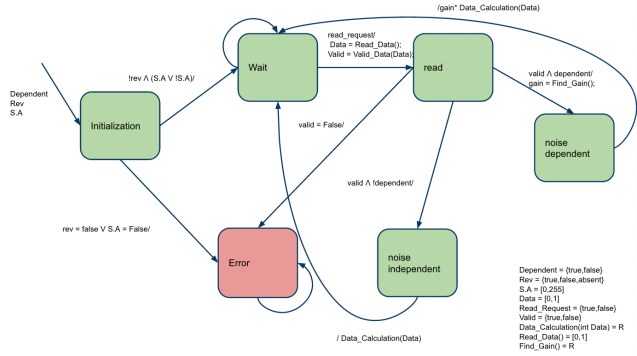 /gain* Data_Calculation(Data)
read_request/
Data = Read_Data();
Valid = Valid_Data(Data);
Wait
read
valid Λ dependent/
gain = Find_Gain();
!rev Λ (S.A V !S.A)/
Dependent
Rev
S.A
Initialization
valid = False/
noise
dependent
valid Λ !dependent/
rev = false V S.A = False/
Error
noise
independent
/ Data_Calculation(Data)
Dependent = {true,false}
Rev = {true,false,absent}
S.A = [0,255]
Data = [0,1]
Read_Request = {true,false}
Valid = {true,false}
Data_Calculation(int Data) = R
Read_Data() = [0,1]
Find_Gain() = R